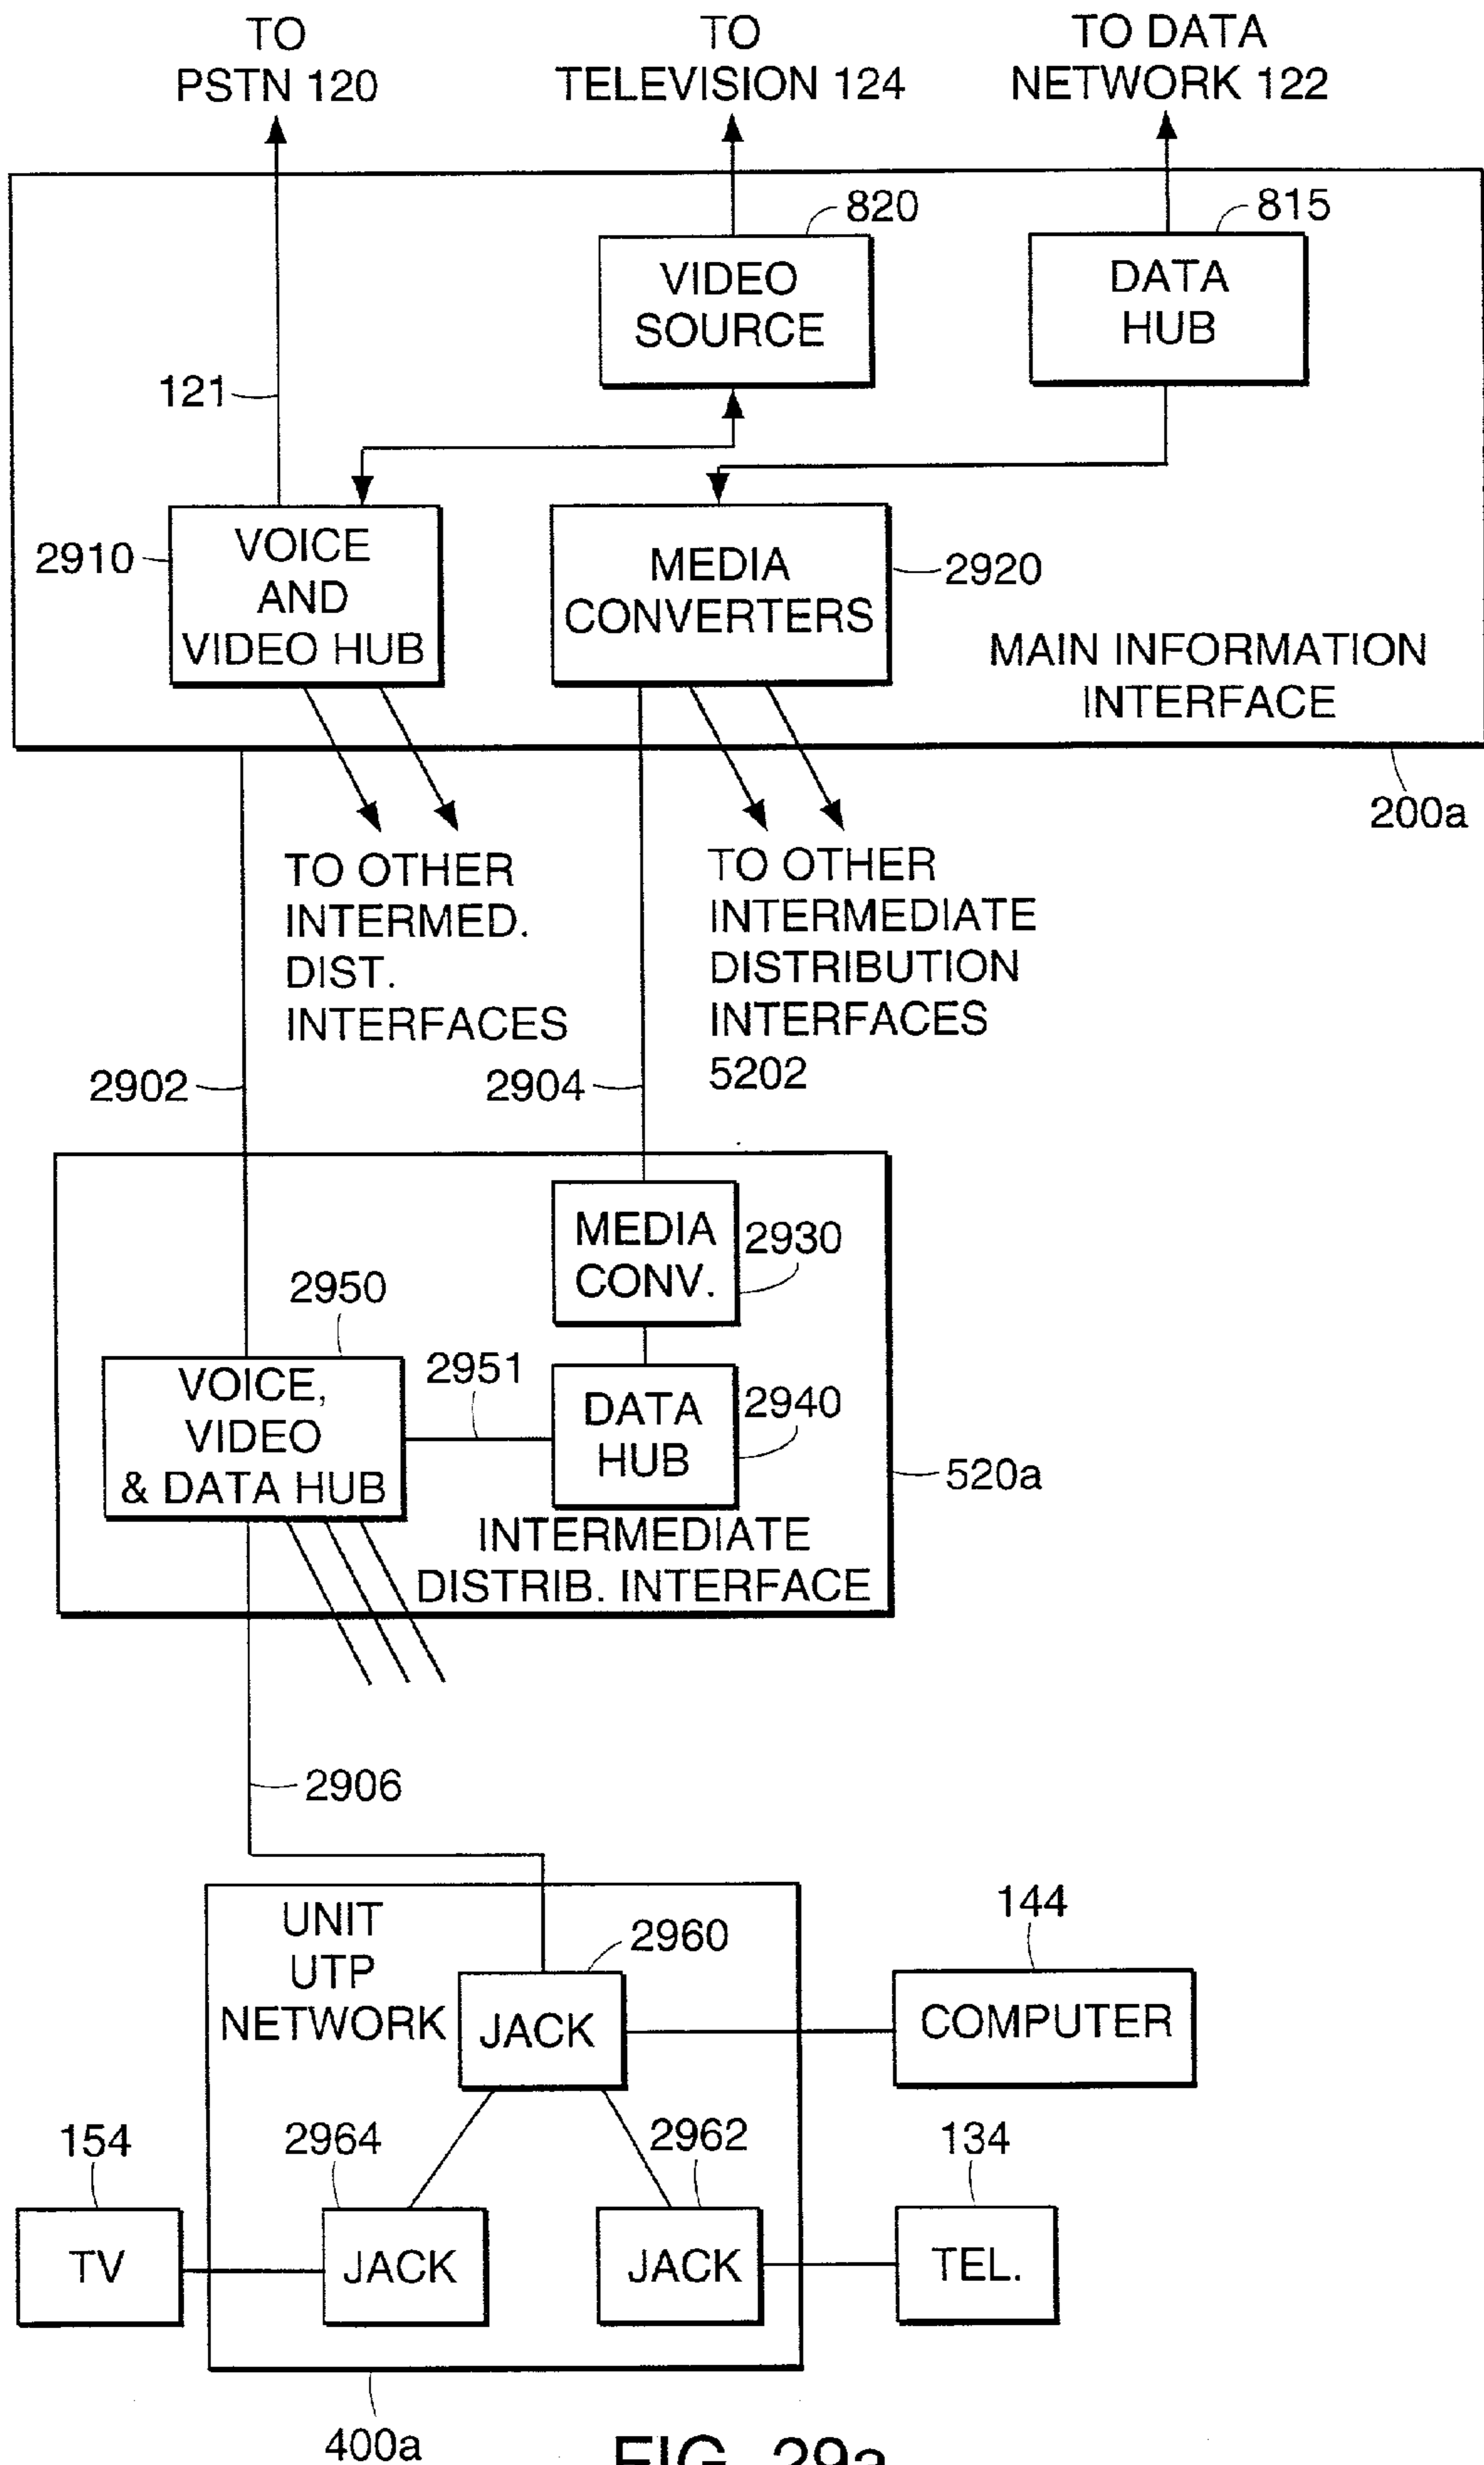 TO
PSTN 120
TO
TELEVISION 124
TO DATA
NETWORK 122
820
815
VIDEO
SOURCE
DATA
HUB
121
2910
VOICE
AND
VIDEO HUB
MEDIA
CONVERTERS
2920
MAIN INFORMATION
INTERFACE
200a
TO OTHER
INTERMED.
DIST.
INTERFACES
TO OTHER
INTERMEDIATE
DISTRIBUTION
INTERFACES
5202
2902
2904
MEDIA
CONV.
2930
2950
2951
VOICE,
VIDEO
& DATA HUB
DATA
HUB
2940
520a
INTERMEDIATE
DISTRIB. INTERFACE
2906
UNIT
UTP
NETWORK
2960
JACK
144
COMPUTER
154
2964
2962
134
TV
JACK
JACK
TEL.
400a
FIG. 29a